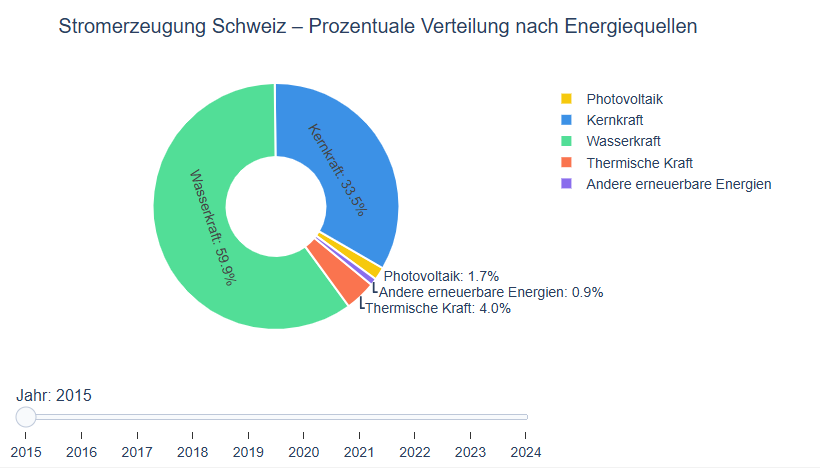 Stromerzeugung Schweiz – Prozentuale Verteilung nach Energiequellen
Photovoltaik
Kernkraft
Wasserkraft
Thermische Kraft
Andere erneuerbare Energien
Kernkraft: 33.5%
Wasserkraft: 59.9%
Photovoltaik: 1.7%
Andere erneuerbare Energien: 0.9%
Thermische Kraft: 4.0%
Jahr: 2015
2015 2016 2017 2018 2019 2020 2021 2022 2023 2024